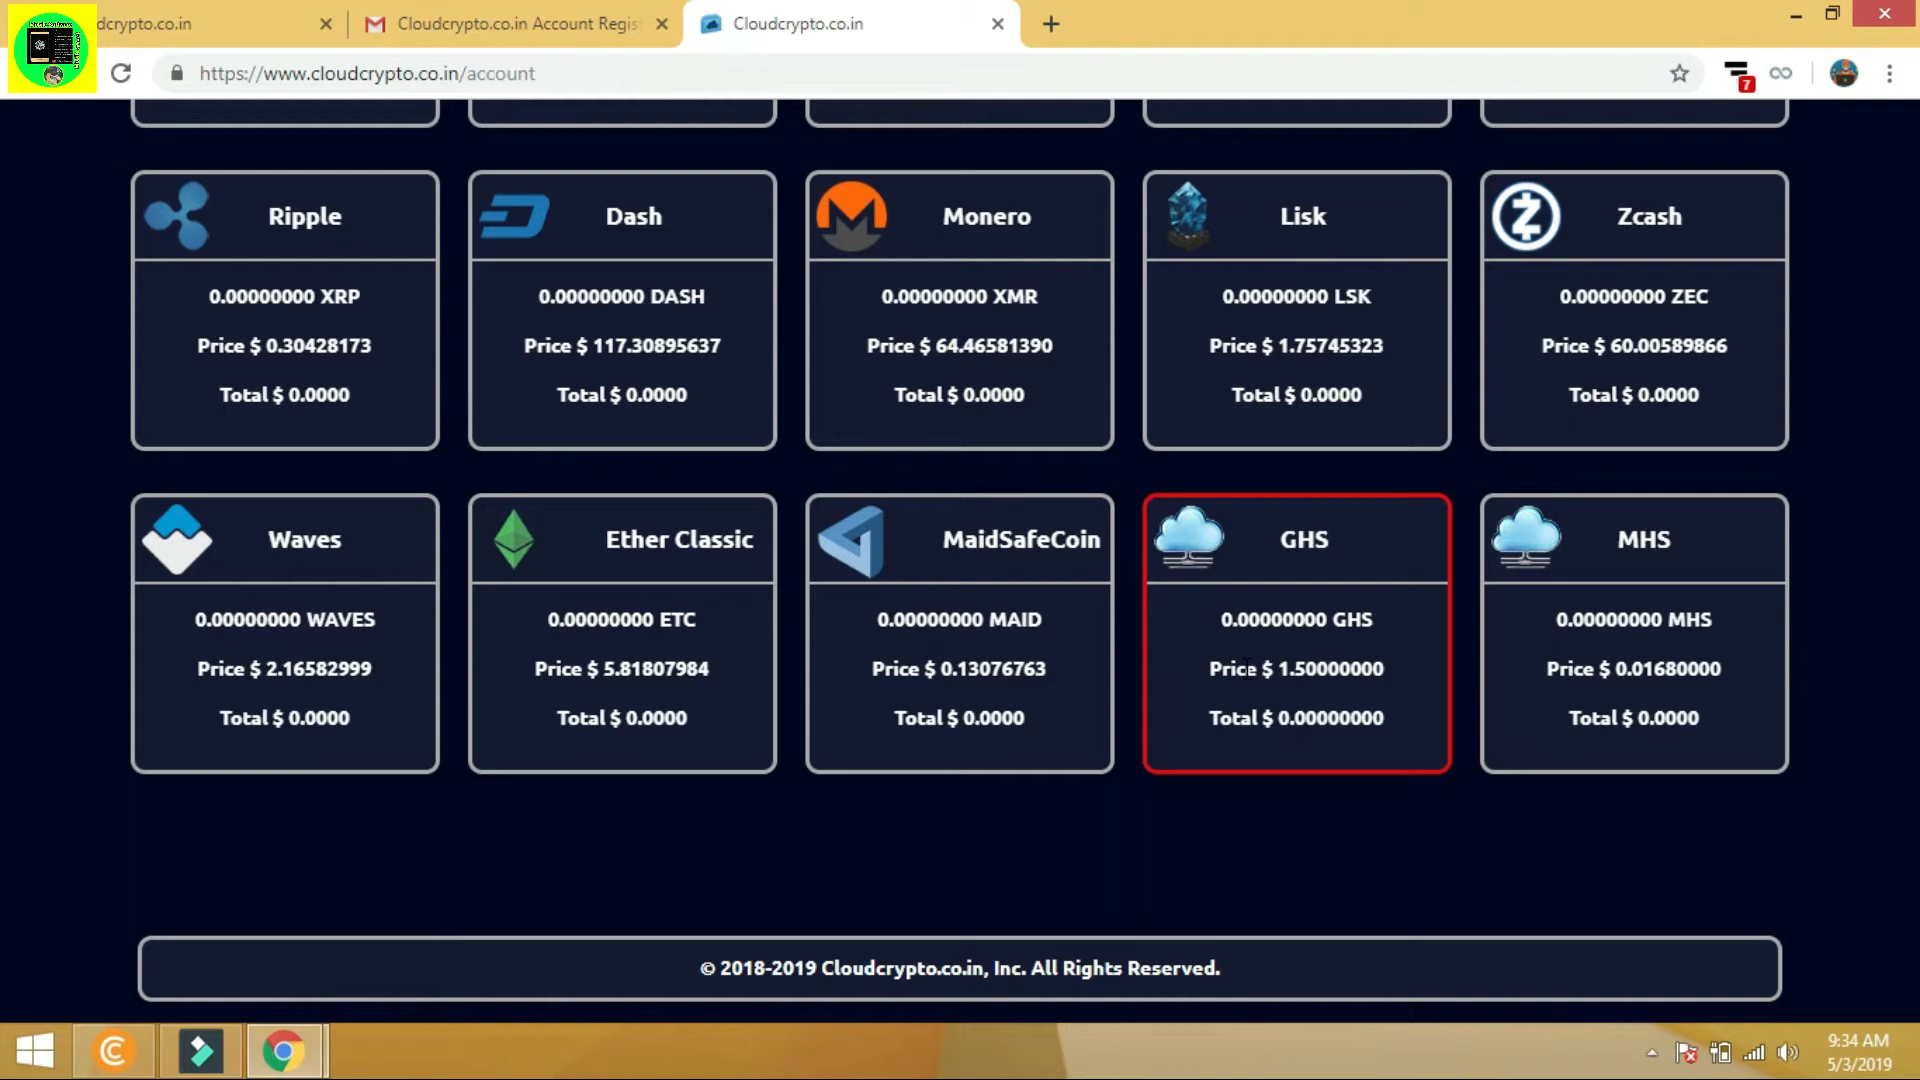 dcrypto.co.in
Cloudcrypto.co.in Account Regis
Cloudcrypto.co.in
https://www.cloudcrypto.co.in/account
7
Ripple
0.00000000 XRP
Price $ 0.30428173
Total $ 0.0000
Dash
0.00000000 DASH
Price $ 117.30895637
Total $ 0.0000
Monero
0.00000000 XMR
Price $ 64.46581390
Total $ 0.0000
Lisk
0.00000000 LSK
Price $ 1.75745323
Total $ 0.0000
Zcash
0.00000000 ZEC
Price $ 60.00589866
Total $ 0.0000
Waves
0.00000000 WAVES
Price $ 2.16582999
Total $ 0.0000
Ether Classic
0.00000000 ETC
Price $ 5.81807984
Total $ 0.0000
MaidSafeCoin
0.00000000 MAID
Price $ 0.13076763
Total $ 0.0000
GHS
0.00000000 GHS
Price $ 1.50000000
Total $ 0.00000000
MHS
0.00000000 MHS
Price $ 0.01680000
Total $ 0.0000
© 2018-2019 Cloudcrypto.co.in, Inc. All Rights Reserved.
9:34 AM
5/3/2019